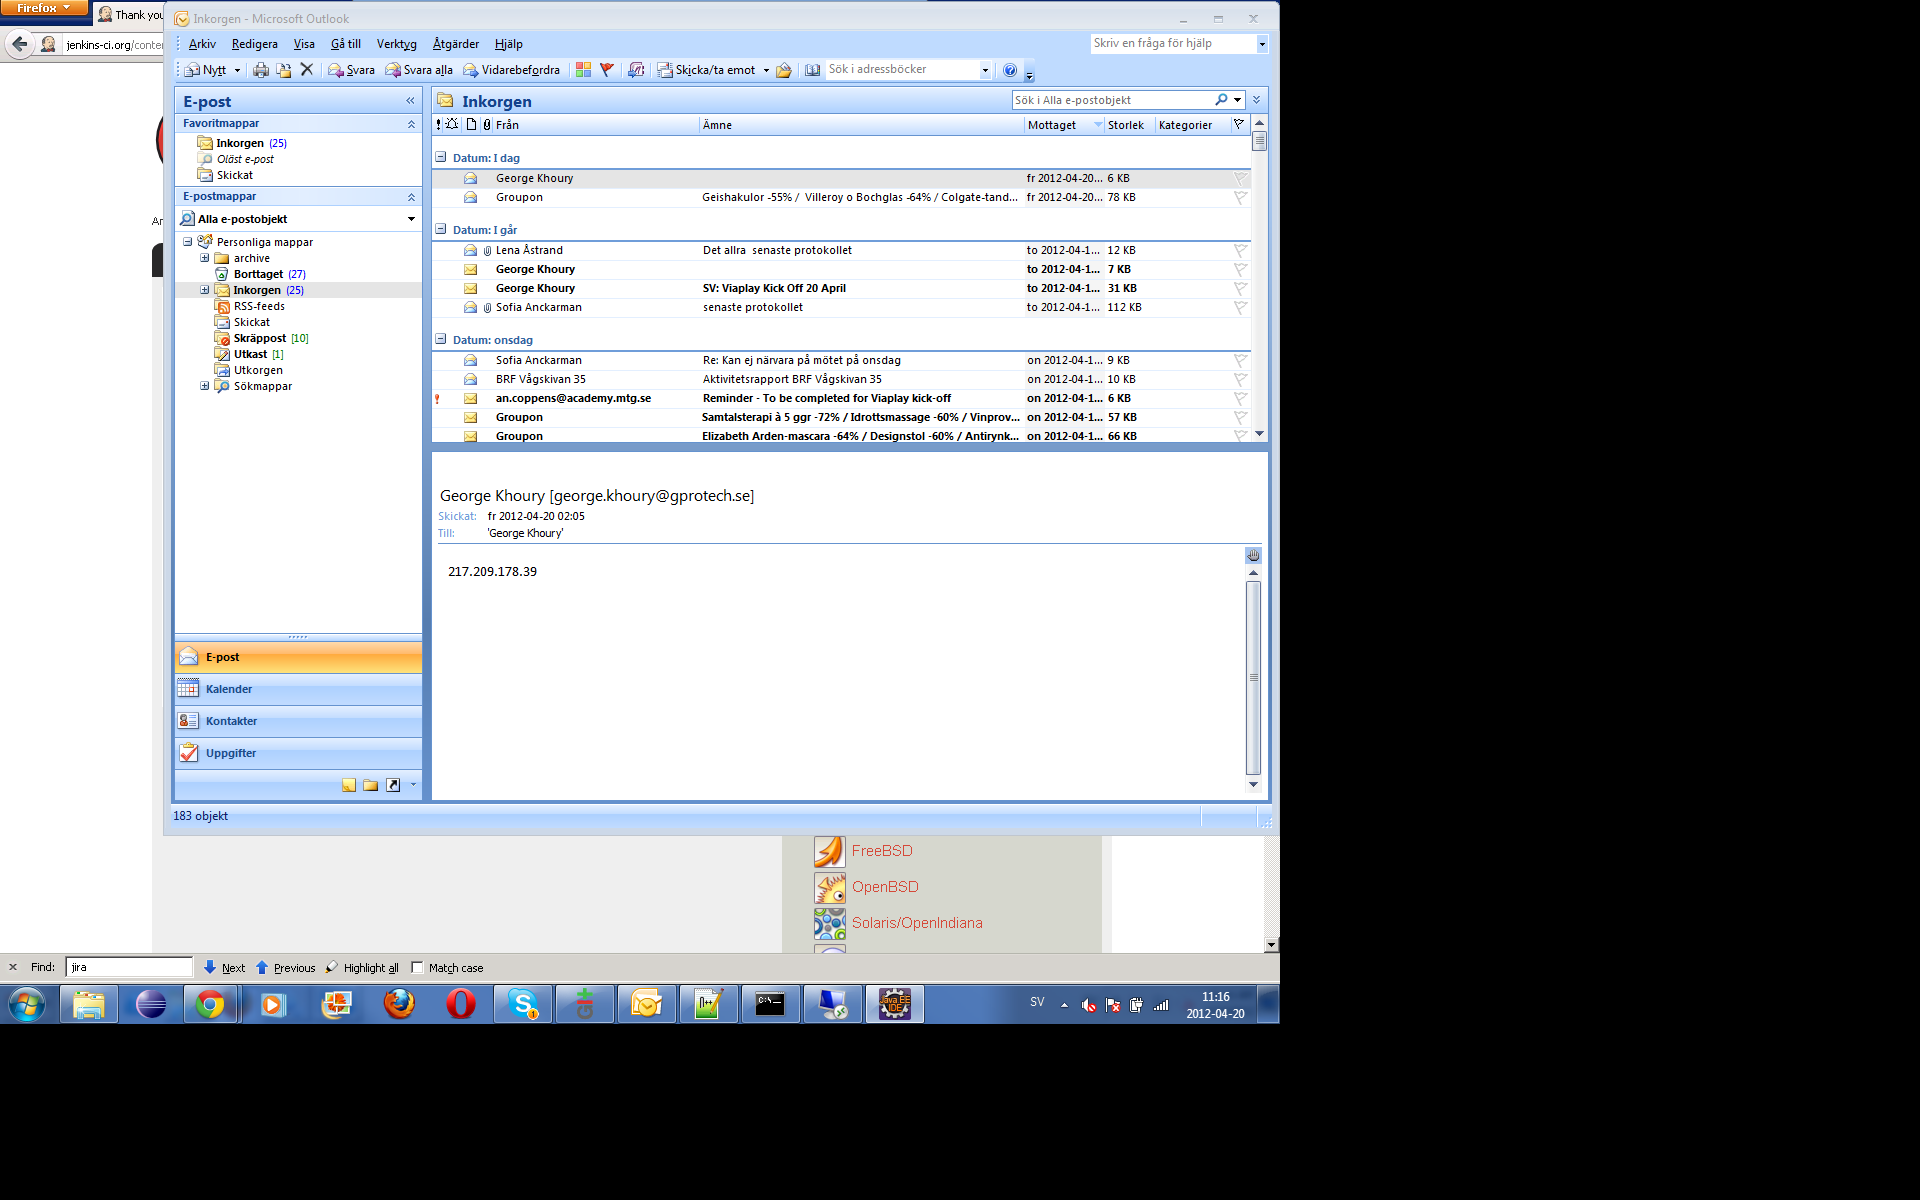 Firefox
Thank you
Inkorgen - Microsoft Outlook
jenkins-ci.org/conte
Arkiv Redigera Visa Gå till Verktyg Åtgärder Hjälp
Skriv en fråga för hjälp
Nytt Svara Svara alla Vidarebefordra Skicka/ta emot Sök i adressböcker
E-post
Inkorgen
Sök i Alla e-postobjekt
Favoritmappar
Inkorgen (25)
Oläst e-post
Skickat
E-postmappar
Alla e-postobjekt
Personliga mappar
archive
Borttaget (27)
Inkorgen (25)
RSS-feeds
Skickat
Skräppost [10]
Utkast [1]
Utkorgen
Sökmappar
E-post
Kalender
Kontakter
Uppgifter
Från Ämne Mottaget Storlek Kategorier
Datum: I dag
George Khoury fr 2012-04-20... 6 KB
Groupon Geishakulor -55% / Villeroy o Bochglas -64% / Colgate-tand... fr 2012-04-20... 78 KB
Datum: I går
Lena Åstrand Det allra senaste protokollet to 2012-04-1... 12 KB
George Khoury to 2012-04-1... 7 KB
George Khoury SV: Viaplay Kick Off 20 April to 2012-04-1... 31 KB
Sofia Anckarman senaste protokollet to 2012-04-1... 112 KB
Datum: onsdag
Sofia Anckarman Re: Kan ej närvara på mötet på onsdag on 2012-04-1... 9 KB
BRF Vågskivan 35 Aktivitetsrapport BRF Vågskivan 35 on 2012-04-1... 10 KB
an.coppens@academy.mtg.se Reminder - To be completed for Viaplay kick-off on 2012-04-1... 6 KB
Groupon Samtalsterapi à 5 ggr -72% / Idrottsmassage -60% / Vinprov... on 2012-04-1... 57 KB
Groupon Elizabeth Arden-mascara -64% / Designstol -60% / Antirynk... on 2012-04-1... 66 KB
George Khoury [george.khoury@gprotech.se]
Skickat: fr 2012-04-20 02:05
Till: 'George Khoury'
217.209.178.39
183 objekt
FreeBSD
OpenBSD
Solaris/OpenIndiana
Find: jira Next Previous Highlight all Match case
git
Java EE
IDE
SV
11:16
2012-04-20